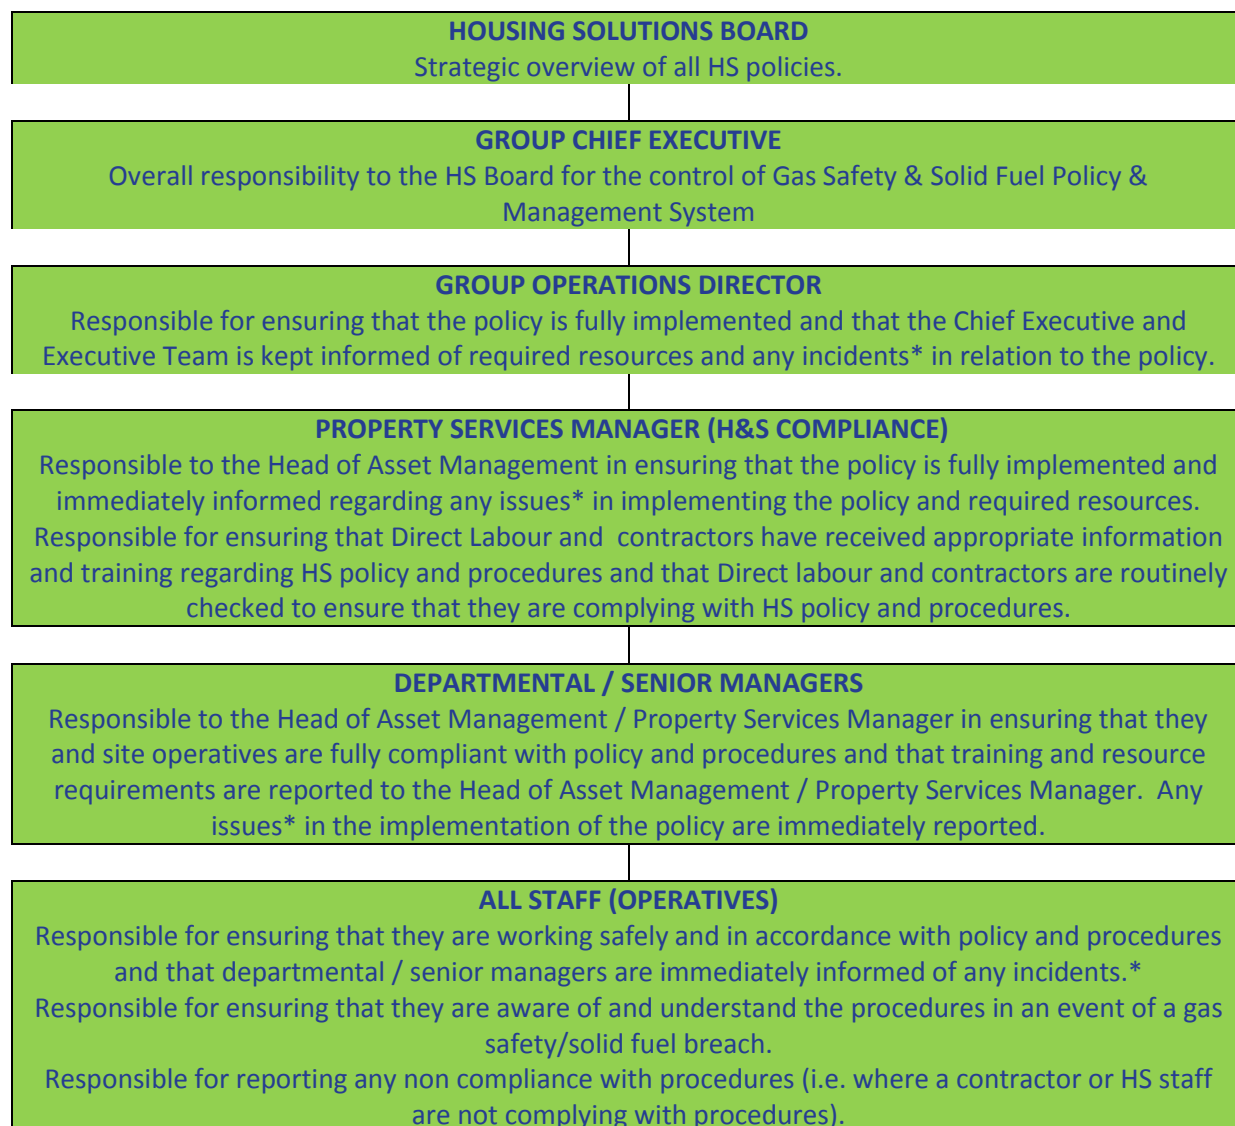 HOUSING SOLUTIONS BOARD
Strategic overview of all HS policies.
GROUP CHIEF EXECUTIVE
Overall responsibility to the HS Board for the control of Gas Safety & Solid Fuel Policy &
Management System
GROUP OPERATIONS DIRECTOR
Responsible for ensuring that the policy is fully implemented and that the Chief Executive and
Executive Team is kept informed of required resources and any incidents* in relation to the policy.
PROPERTY SERVICES MANAGER (H&S COMPLIANCE)
Responsible to the Head of Asset Management in ensuring that the policy is fully implemented and
immediately informed regarding any issues* in implementing the policy and required resources.
Responsible for ensuring that Direct Labour and  contractors have received appropriate information
and training regarding HS policy and procedures and that Direct labour and contractors are routinely
checked to ensure that they are complying with HS policy and procedures.
DEPARTMENTAL / SENIOR MANAGERS
Responsible to the Head of Asset Management / Property Services Manager in ensuring that they
and site operatives are fully compliant with policy and procedures and that training and resource
requirements are reported to the Head of Asset Management / Property Services Manager.  Any
issues* in the implementation of the policy are immediately reported.
ALL STAFF (OPERATIVES)
Responsible for ensuring that they are working safely and in accordance with policy and procedures
and that departmental / senior managers are immediately informed of any incidents.*
Responsible for ensuring that they are aware of and understand the procedures in an event of a gas
safety/solid fuel breach.
Responsible for reporting any non compliance with procedures (i.e. where a contractor or HS staff
are not complying with procedures).